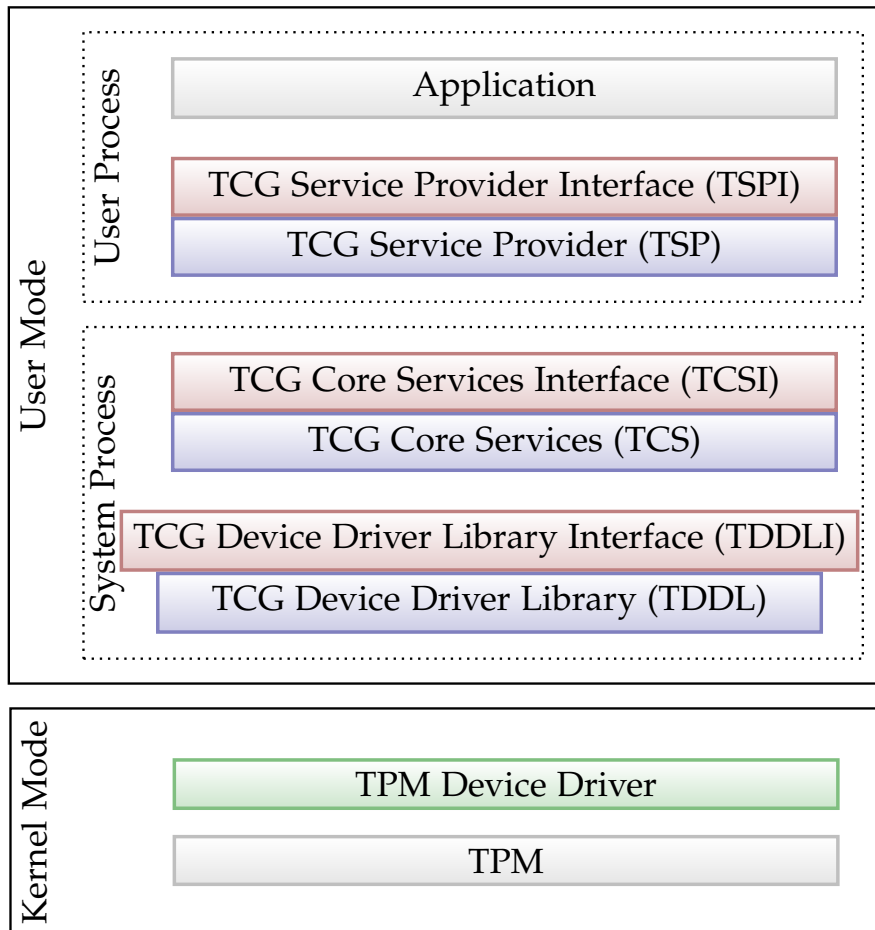 User Mode
User Process
Application
TCG Service Provider Interface (TSPI)
TCG Service Provider (TSP)
System Process
TCG Core Services Interface (TCSI)
TCG Core Services (TCS)
TCG Device Driver Library Interface (TDDLI)
TCG Device Driver Library (TDDL)
Kernel Mode
TPM Device Driver
TPM